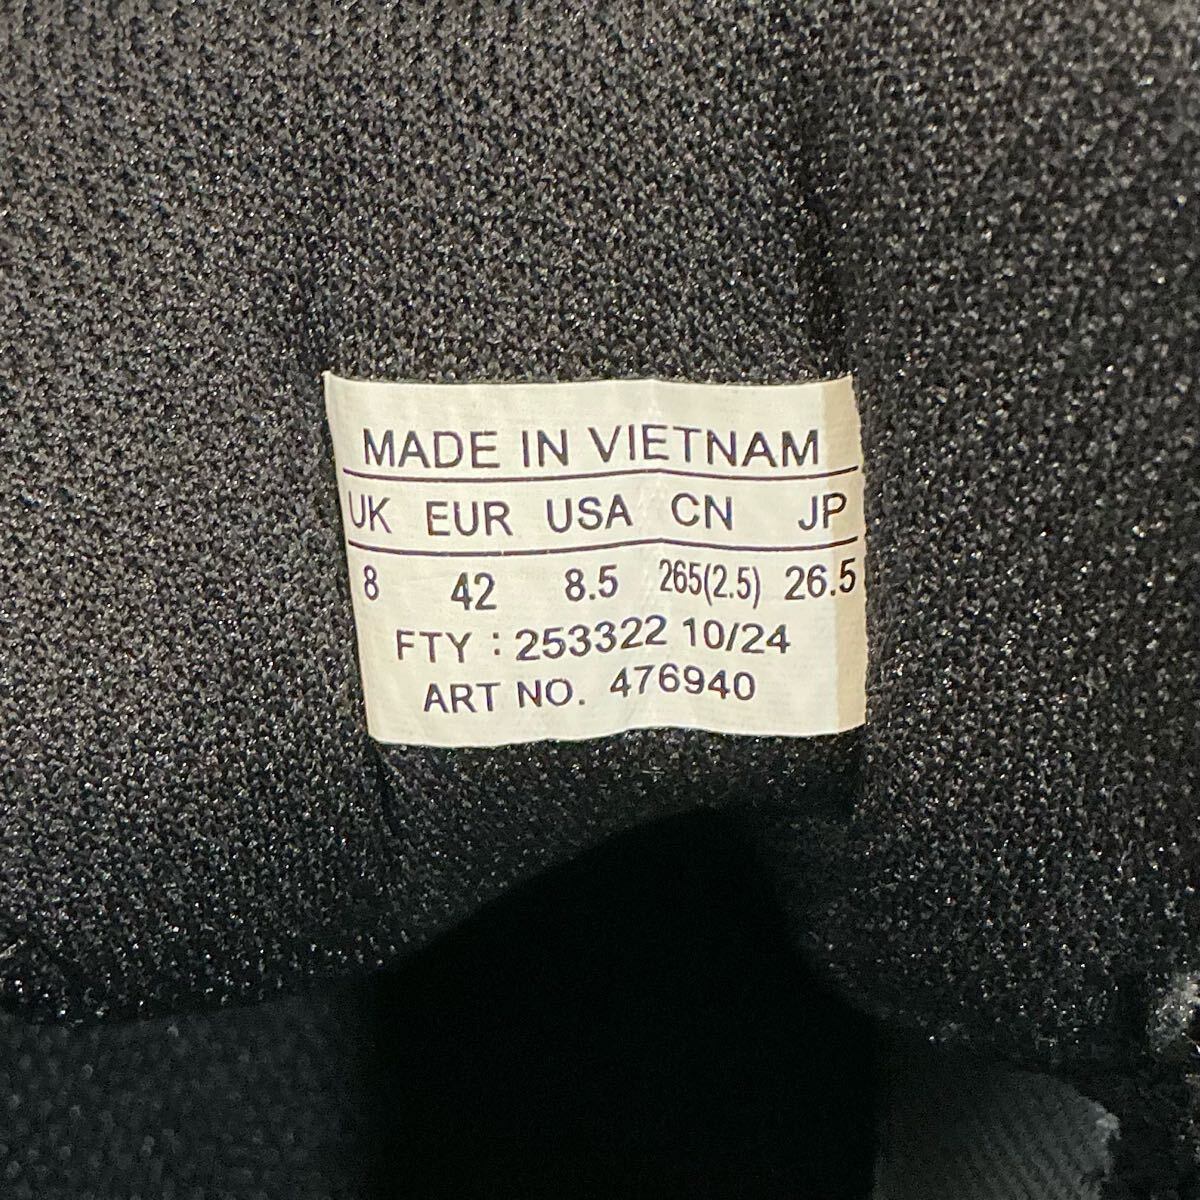 MADE IN VIETNAM
UK EUR USA CN JP
8 42 8.5 265(2.5) 26.5
FTY : 253322 10/24
ART NO. 476940